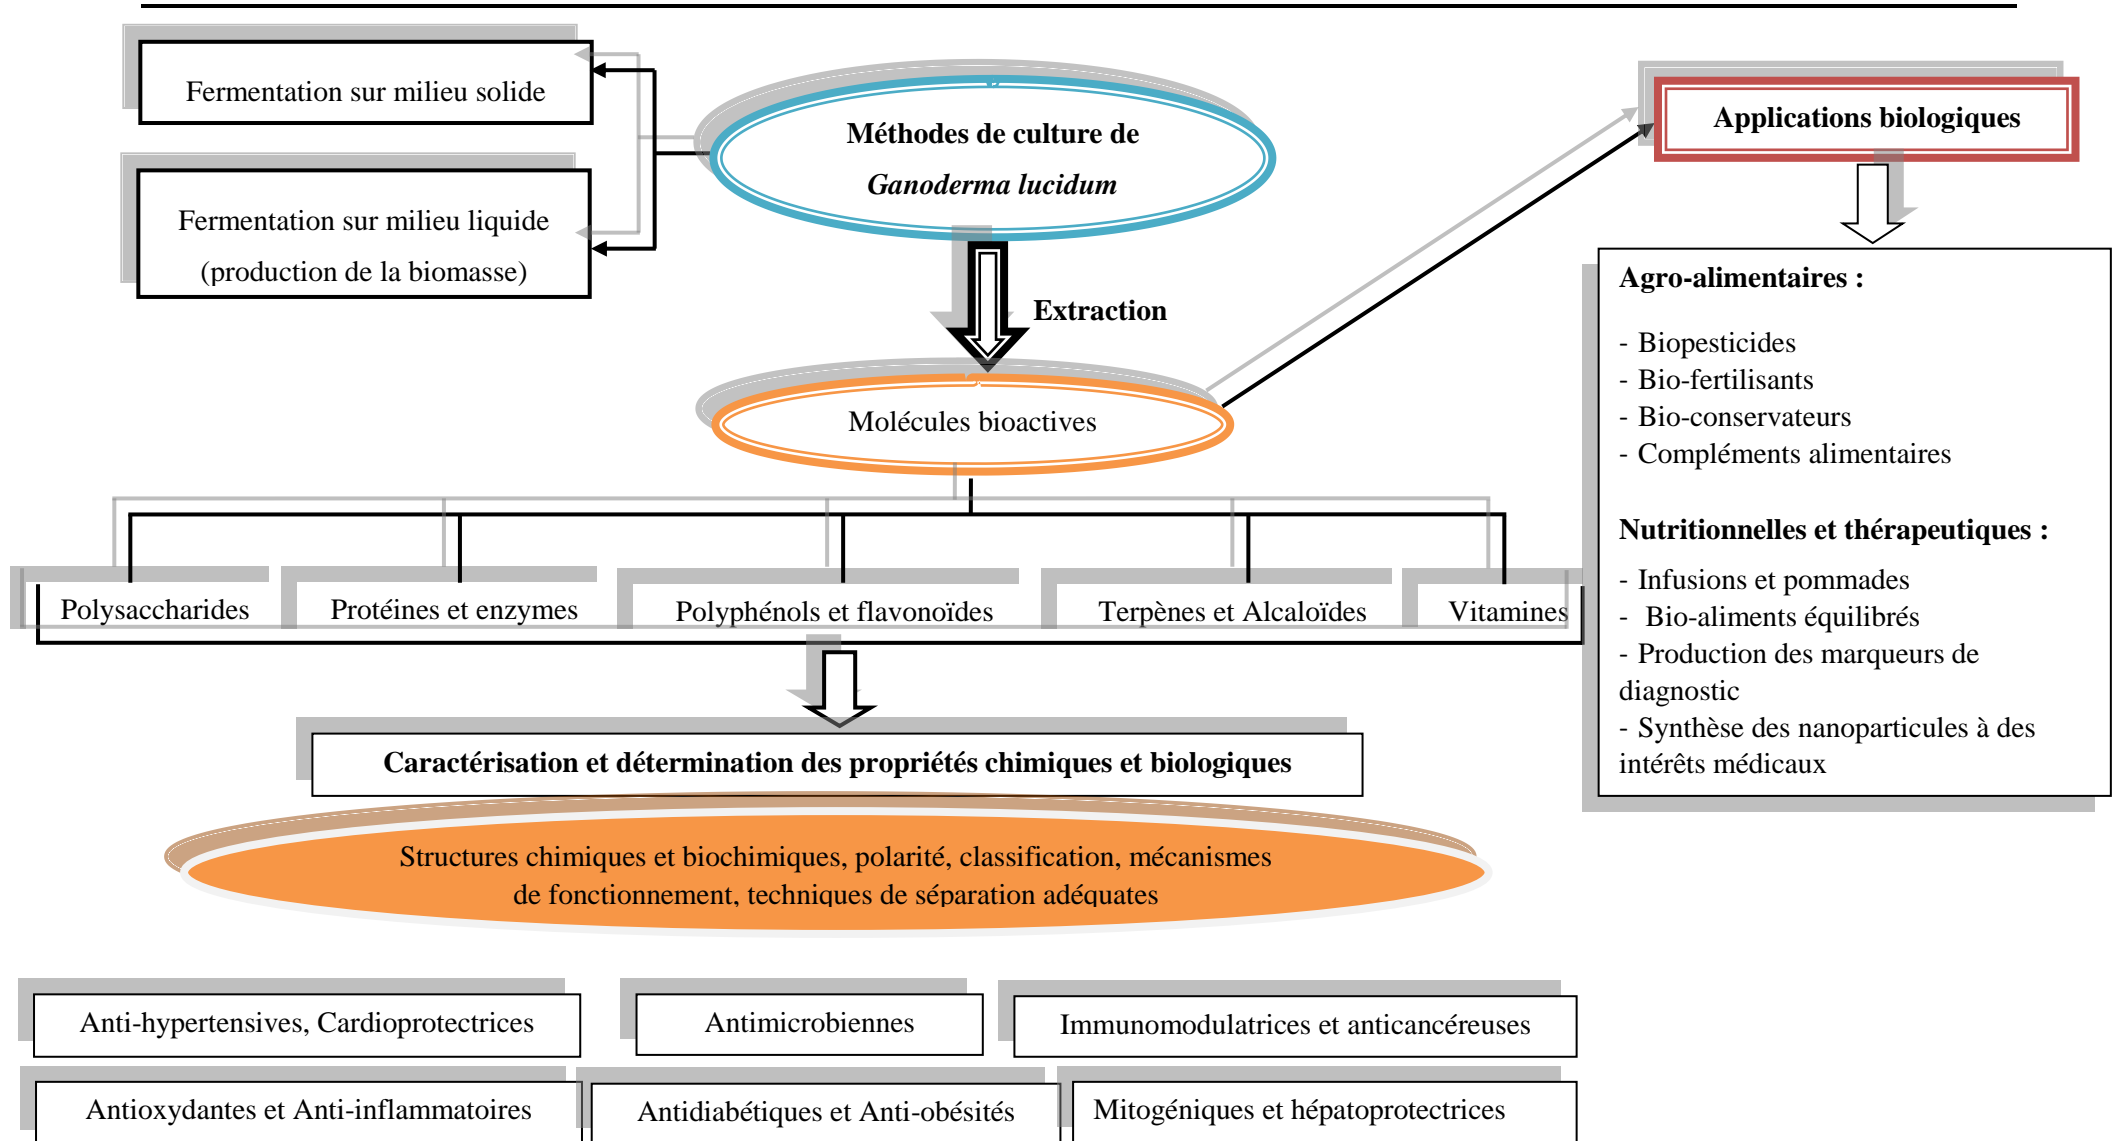 Fermentation sur milieu solide
Fermentation sur milieu liquide
(production de la biomasse)
Méthodes de culture de
Ganoderma lucidum
Extraction
Molécules bioactives
Applications biologiques
Agro-alimentaires :
- Biopesticides
- Bio-fertilisants
- Bio-conservateurs
- Compléments alimentaires
Nutritionnelles et thérapeutiques :
- Infusions et pommades
- Bio-aliments équilibrés
- Production des marqueurs de
diagnostic
- Synthèse des nanoparticules à des
intérêts médicaux
Polysaccharides
Protéines et enzymes
Polyphénols et flavonoïdes
Terpènes et Alcaloïdes
Vitamines
Caractérisation et détermination des propriétés chimiques et biologiques
Structures chimiques et biochimiques, polarité, classification, mécanismes
de fonctionnement, techniques de séparation adéquates
Anti-hypertensives, Cardioprotectrices
Antimicrobiennes
Immunomodulatrices et anticancéreuses
Antioxydantes et Anti-inflammatoires
Antidiabétiques et Anti-obésités
Mitogéniques et hépatoprotectrices